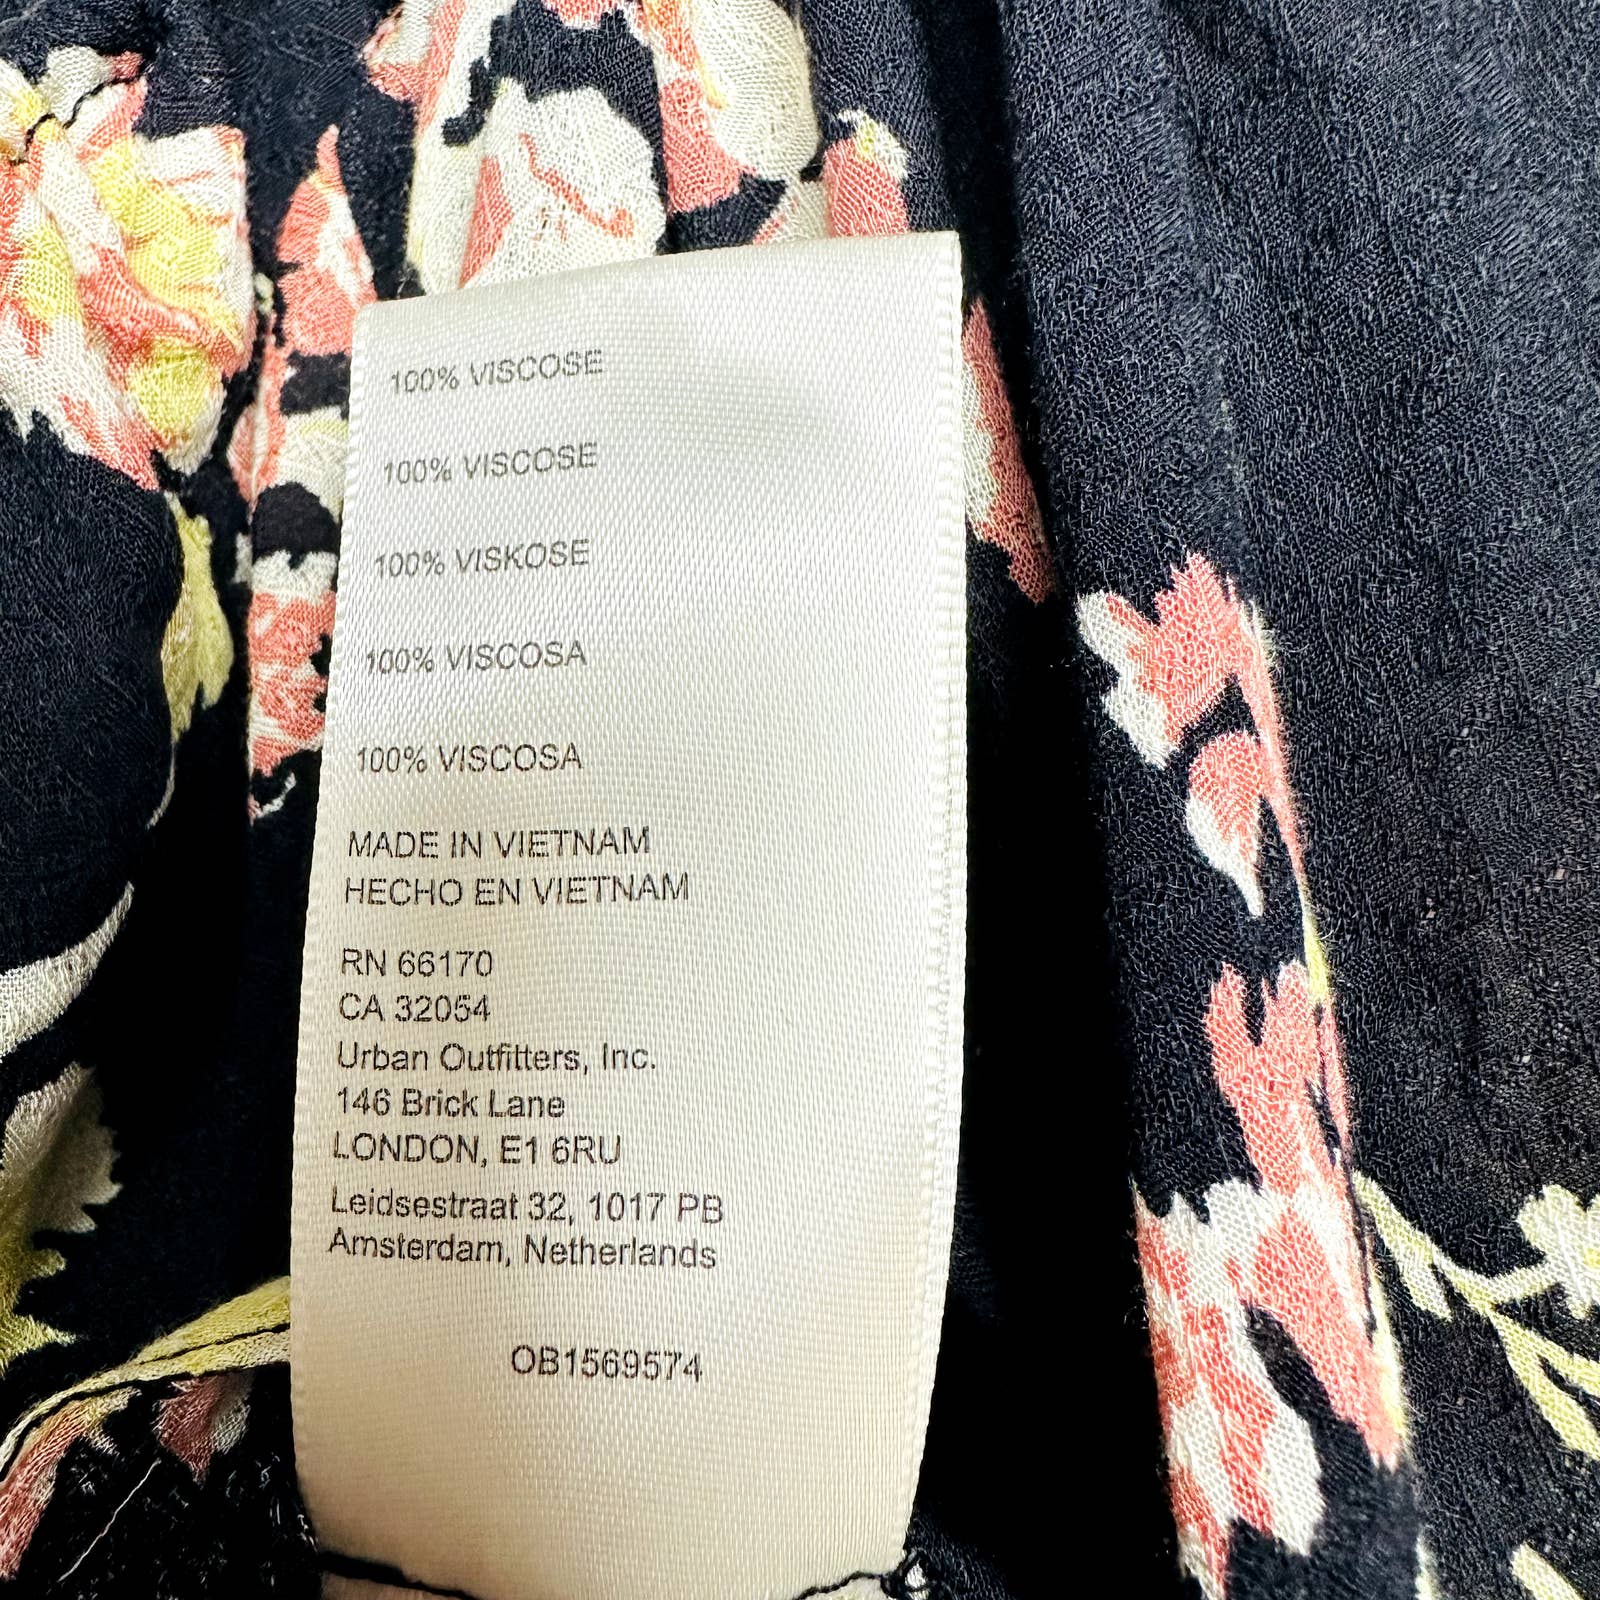 100% VISCOSE
100% VISCOSE
100% VISKOSE
100% VISCOSA
100% VISCOSA
MADE IN VIETNAM
HECHO EN VIETNAM
RN 66170
CA 32054
Urban Outfitters, Inc.
146 Brick Lane
LONDON, E1 6RU
Leidsestraat 32, 1017 PB
Amsterdam, Netherlands
OB1569574